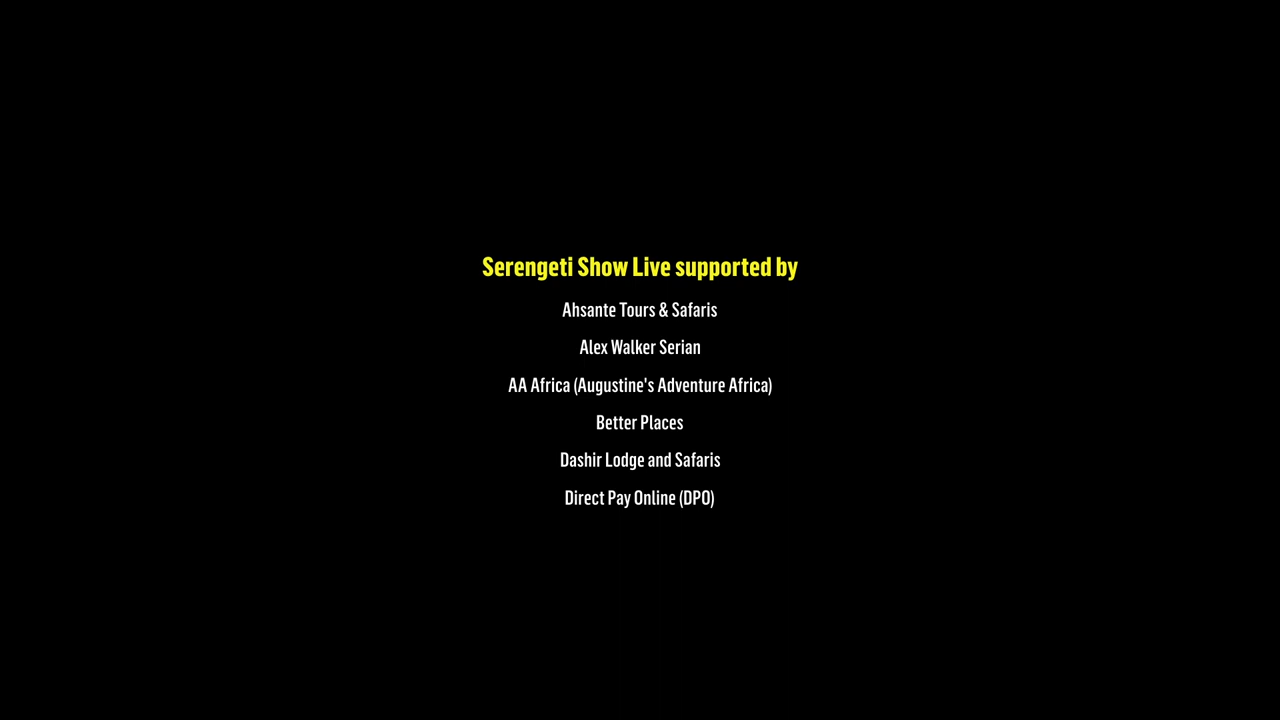 Serengeti Show Live supported by
Ahsante Tours & Safaris
Alex Walker Serian
AA Africa (Augustine's Adventure Africa)
Better Places
Dashir Lodge and Safaris
Direct Pay Online (DPO)